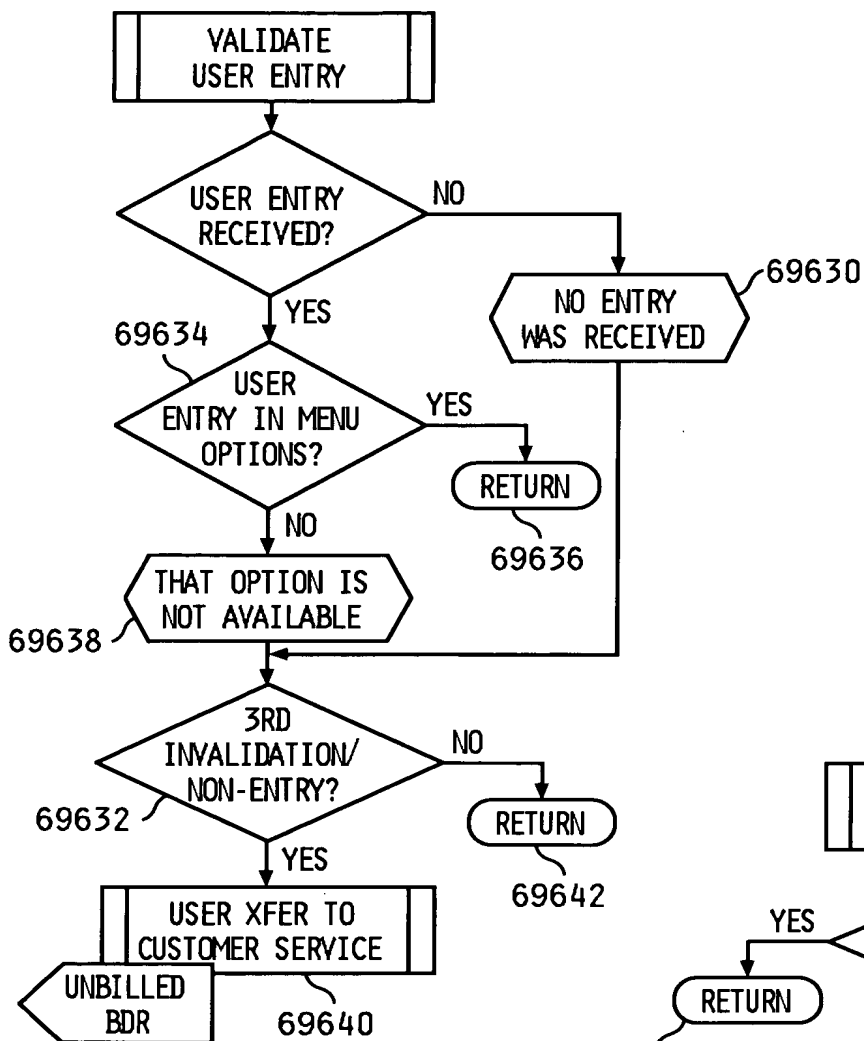 VALIDATE
USER ENTRY
USER ENTRY
RECEIVED?
NO
YES
69630
NO ENTRY
WAS RECEIVED
69634
USER
ENTRY IN MENU
OPTIONS?
YES
RETURN
69636
NO
THAT OPTION IS
NOT AVAILABLE
69638
3RD
INVALIDATION/
NON-ENTRY?
NO
69632
RETURN
69642
YES
USER XFER TO
CUSTOMER SERVICE
UNBILLED
BDR
69640
YES
RETURN